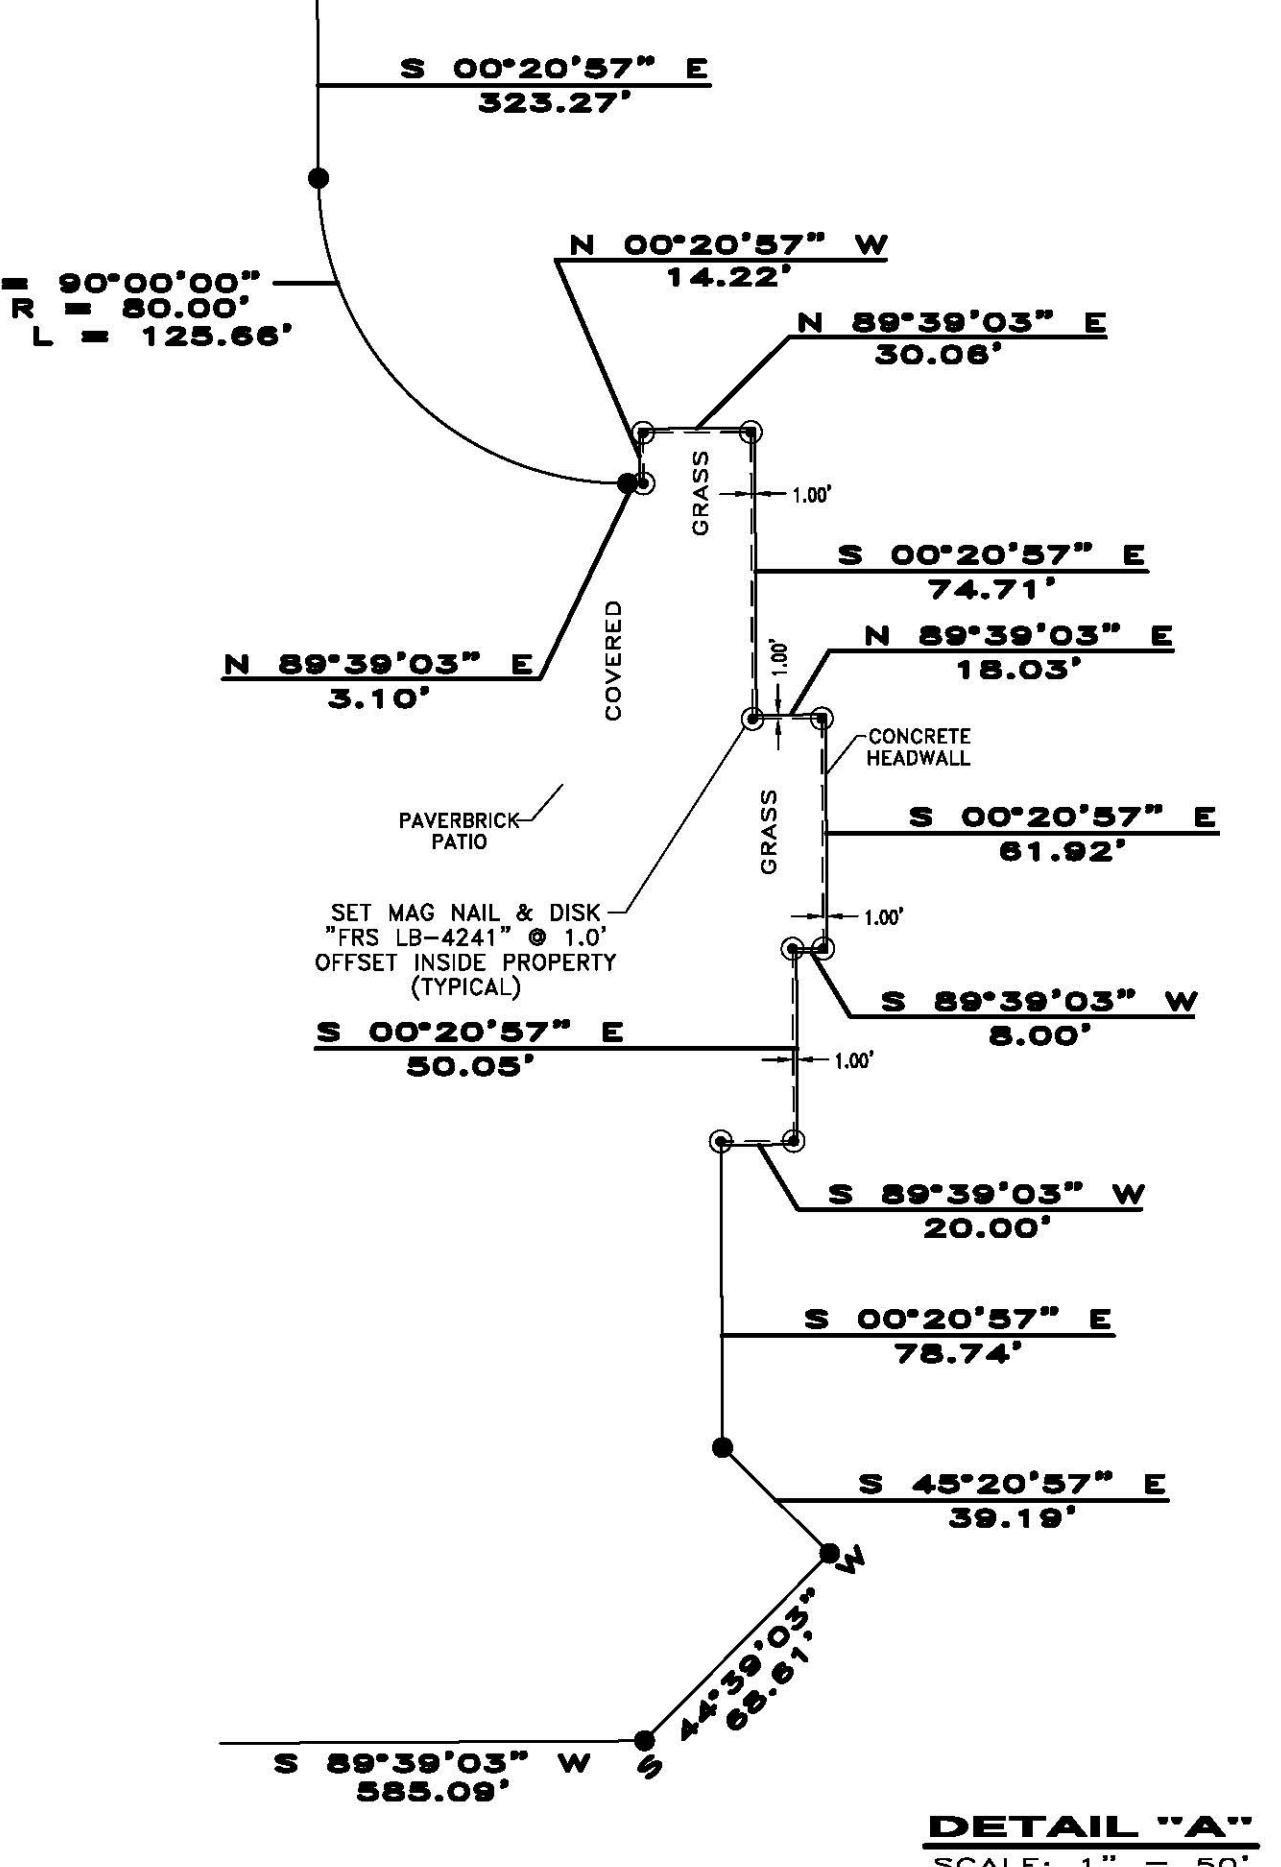 S 00°20'57" E
323.27'
N 00°20'57" W
14.22'
= 90°00'00"
R = 80.00'
L = 125.66'
N 89°39'03" E
30.06'
GRASS
1.00'
S 00°20'57" E
74.71'
N 89°39'03" E
18.03'
1.00'
COVERED
N 89°39'03" E
3.10'
CONCRETE
HEADWALL
PAVERBRICK
PATIO
GRASS
S 00°20'57" E
61.92'
SET MAG NAIL & DISK
"FRS LB-4241" @ 1.0'
OFFSET INSIDE PROPERTY
(TYPICAL)
1.00'
S 89°39'03" W
8.00'
S 00°20'57" E
50.05'
1.00'
S 89°39'03" W
20.00'
S 00°20'57" E
78.74'
S 45°20'57" E
39.19'
S 44°39'03" W
68.61'
S 89°39'03" W
585.09'
DETAIL "A"
SCALE: 1" = 50'